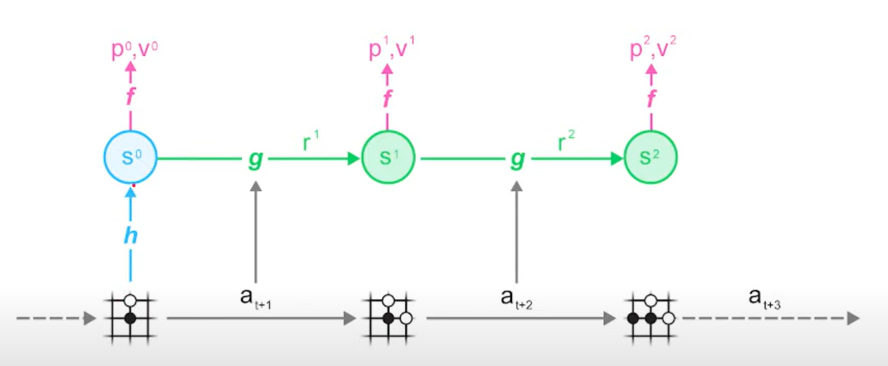 p⁰,v⁰ p¹,v¹ p²,v²
f f f
r¹ r²
s⁰ g s¹ g s²
h
aₜ₊₁ aₜ₊₂ aₜ₊₃